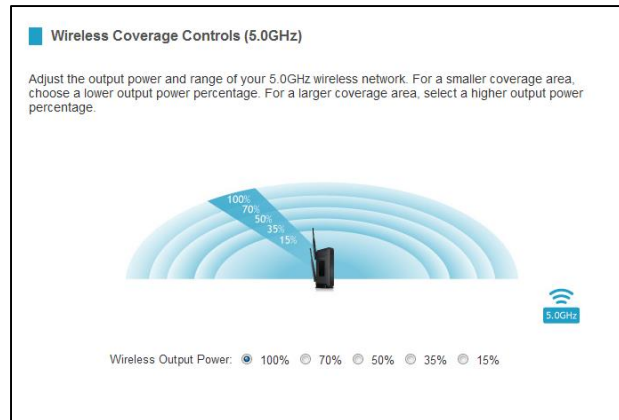 Wireless Coverage Controls (5.0GHz)
Adjust the output power and range of your 5.0GHz wireless network. For a smaller coverage area,
choose a lower output power percentage. For a larger coverage area, select a higher output power
percentage.
100%
70%
50%
35%
15%
5.0GHz
Wireless Output Power: 100% 70% 50% 35% 15%